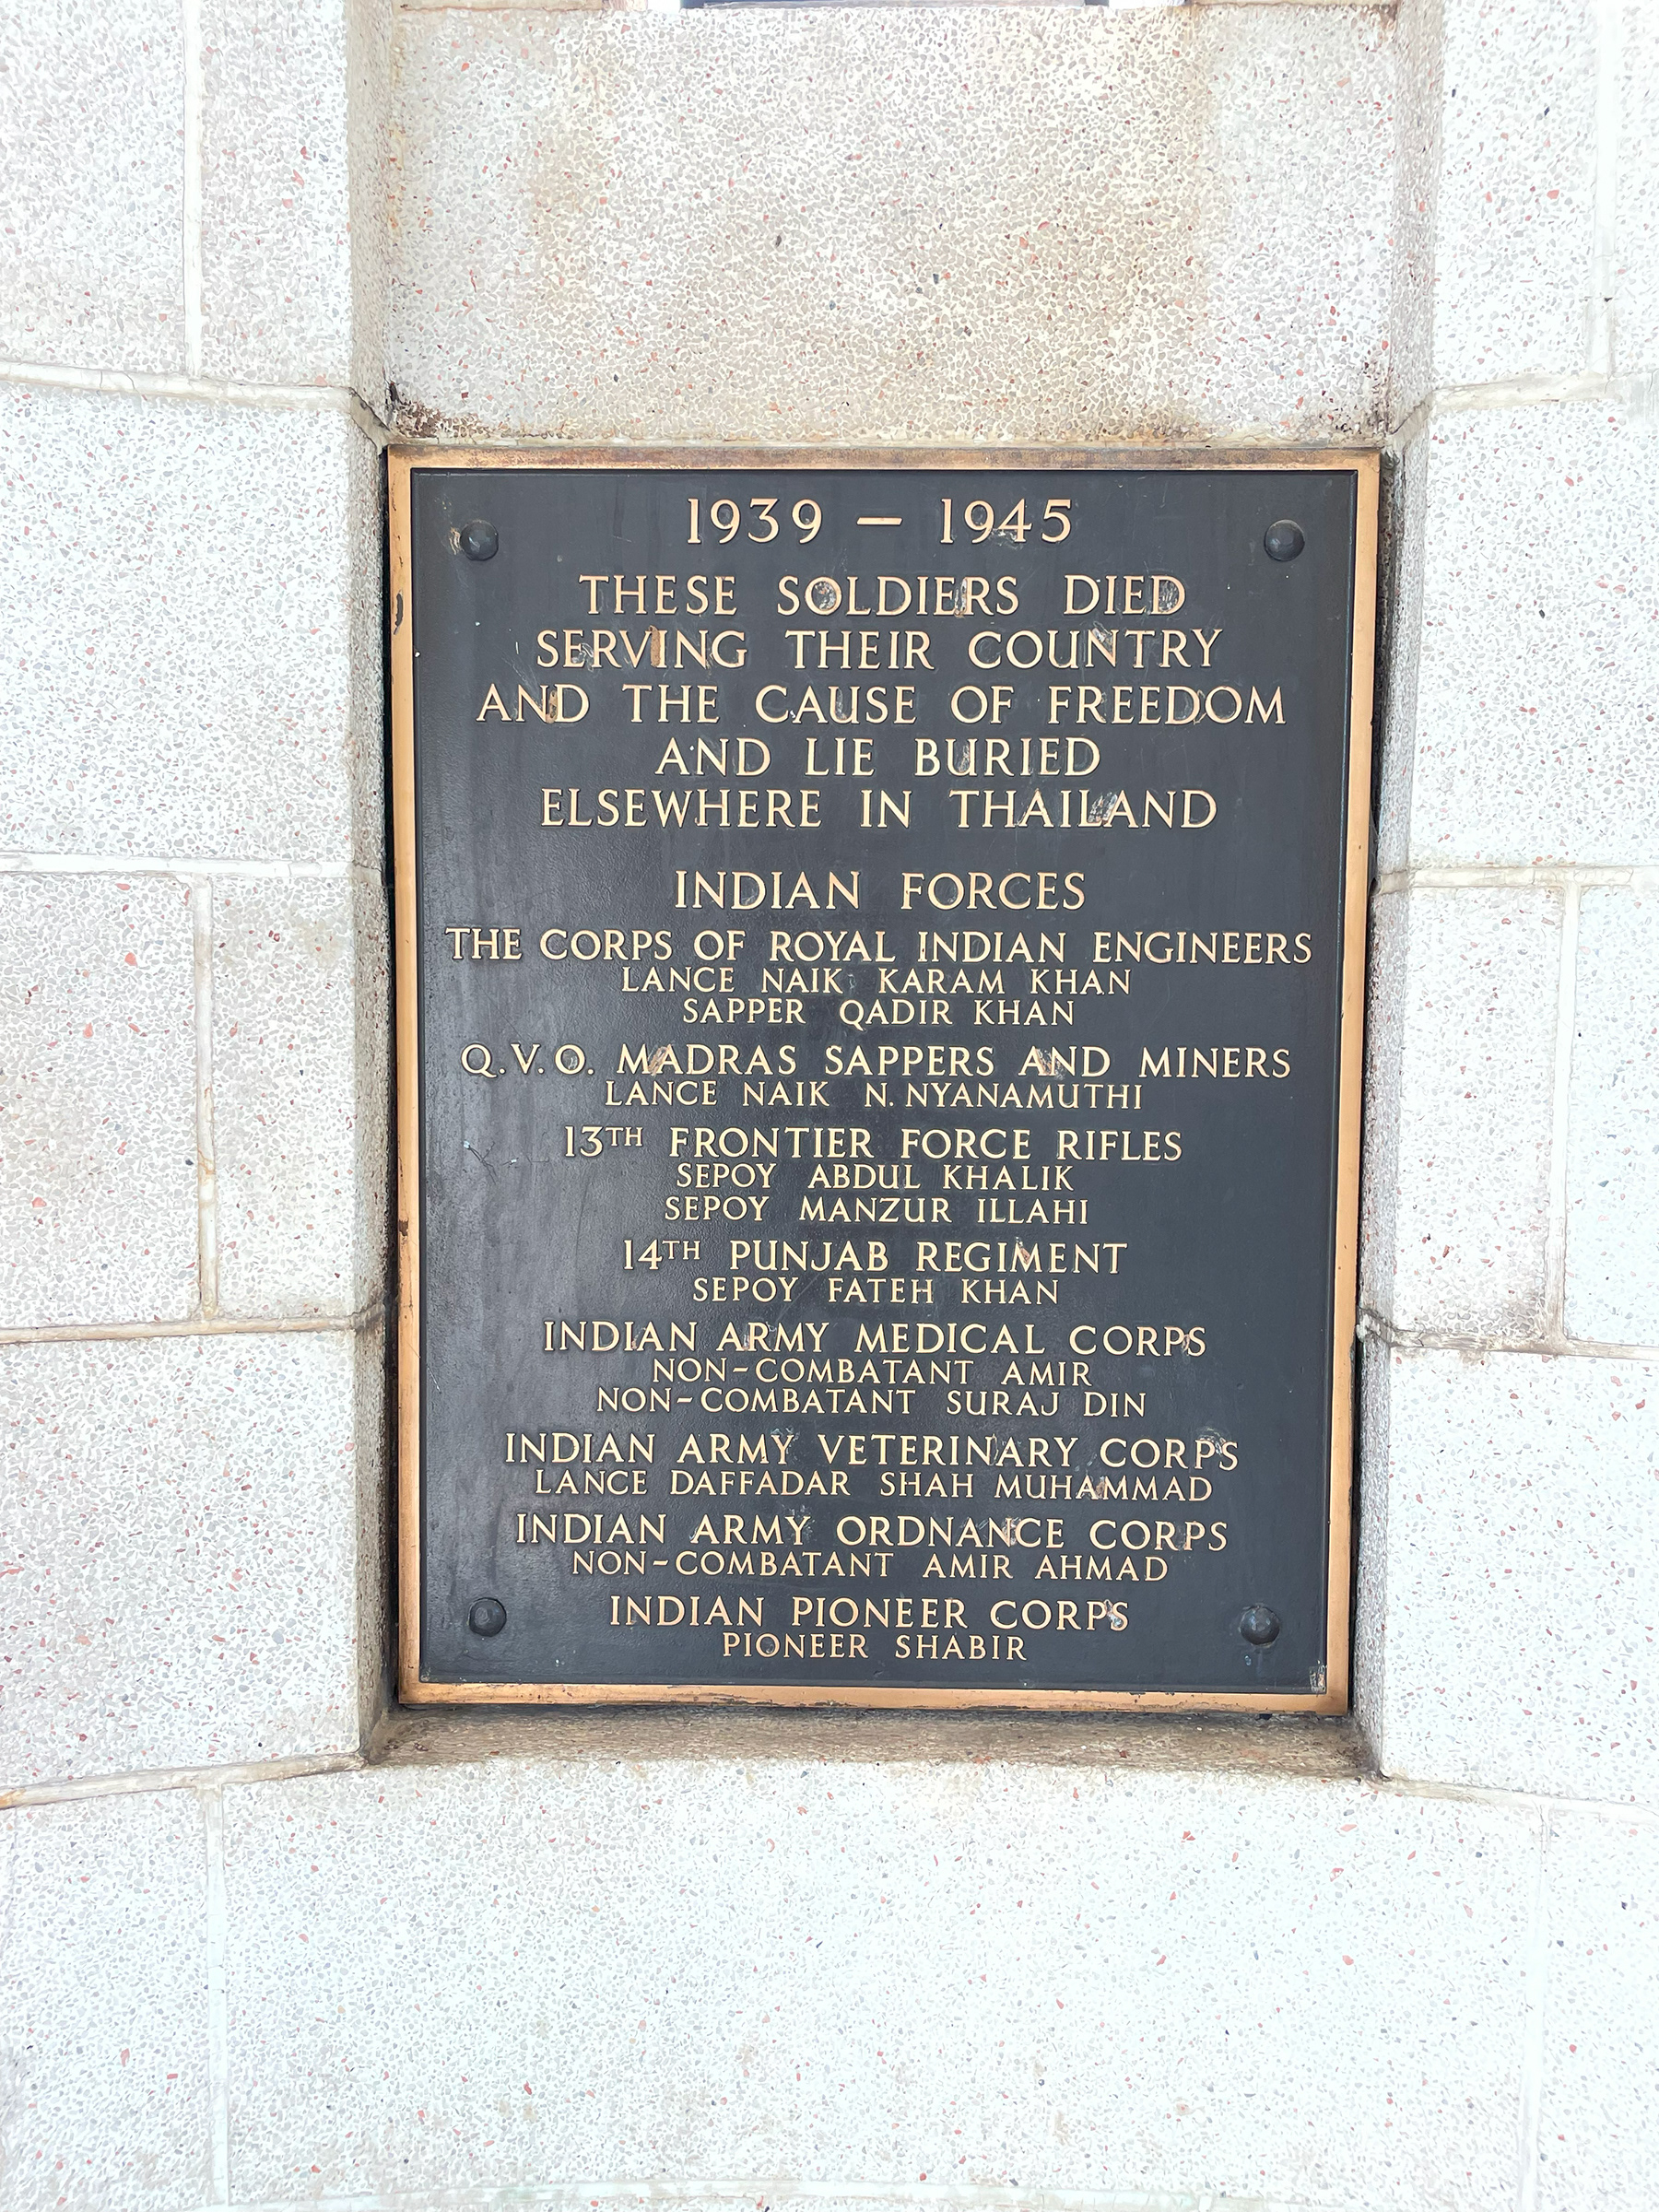 1939 — 1945
THESE SOLDIERS DIED
SERVING THEIR COUNTRY
AND THE CAUSE OF FREEDOM
AND LIE BURIED
ELSEWHERE IN THAILAND
INDIAN FORCES
THE CORPS OF ROYAL INDIAN ENGINEERS
LANCE NAIK KARAM KHAN
SAPPER QADIR KHAN
Q.V.O. MADRAS SAPPERS AND MINERS
LANCE NAIK N. NYANAMUTHI
13TH FRONTIER FORCE RIFLES
SEPOY ABDUL KHALIK
SEPOY MANZUR ILLAHI
14TH PUNJAB REGIMENT
SEPOY FATEH KHAN
INDIAN ARMY MEDICAL CORPS
NON-COMBATANT AMIR
NON-COMBATANT SURAJ DIN
INDIAN ARMY VETERINARY CORPS
LANCE DAFFADAR SHAH MUHAMMAD
INDIAN ARMY ORDNANCE CORPS
NON-COMBATANT AMIR AHMAD
INDIAN PIONEER CORPS
PIONEER SHABIR